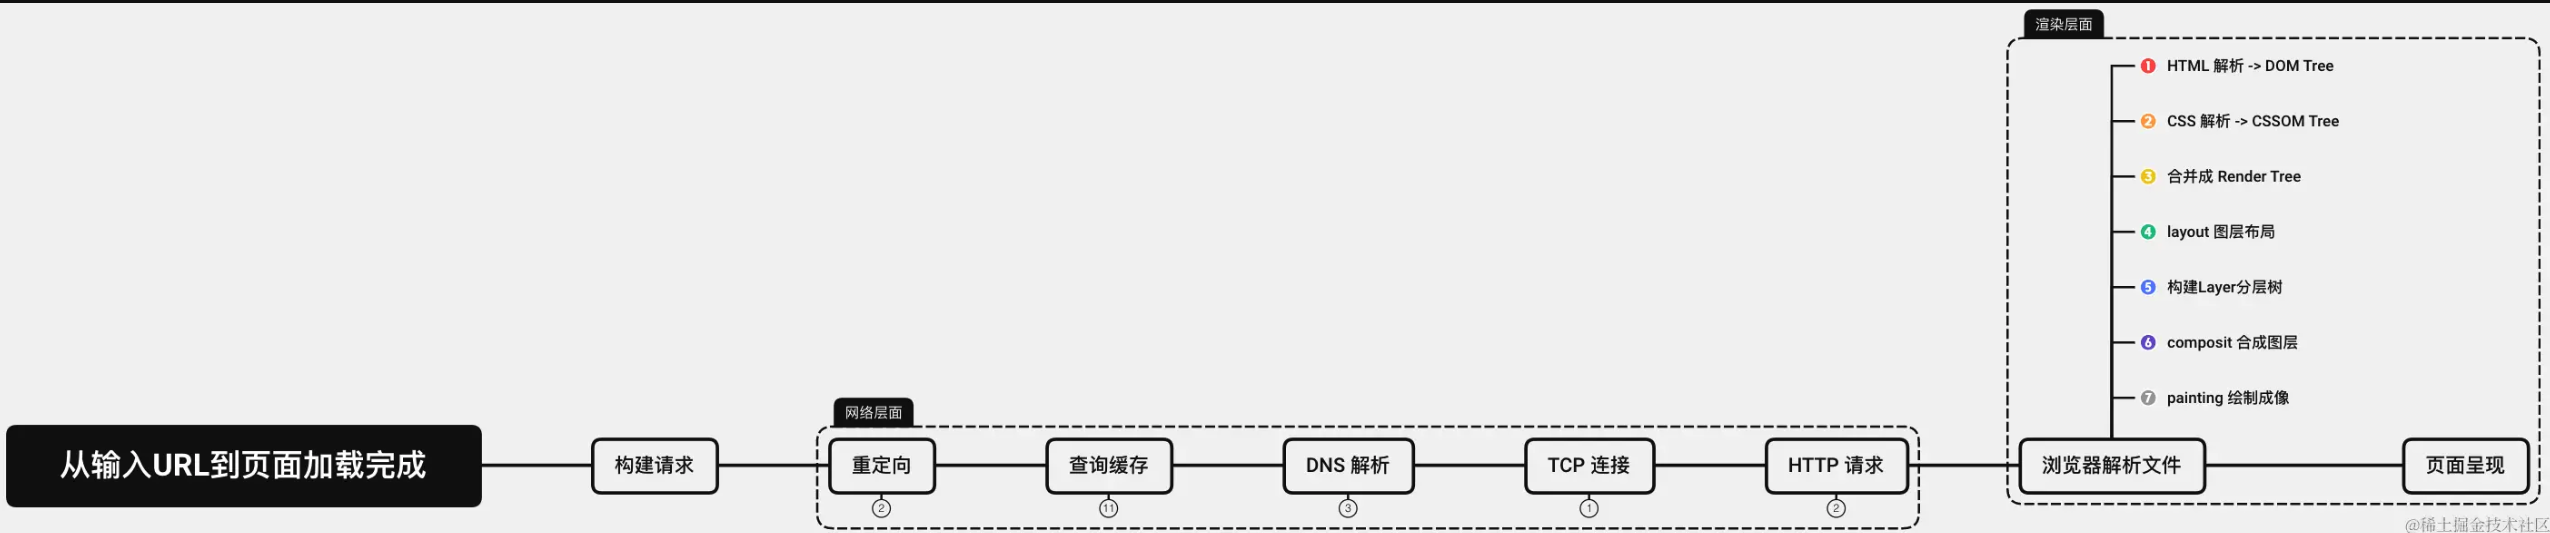 渲染层面
1 HTML 解析 -> DOM Tree
2 CSS 解析 -> CSSOM Tree
3 合并成 Render Tree
4 layout 图层布局
5 构建Layer分层树
6 composit 合成图层
7 painting 绘制成像
网络层面
从输入URL到页面加载完成
构建请求
重定向
查询缓存
DNS 解析
TCP 连接
HTTP 请求
浏览器解析文件
页面呈现
2
11
3
1
2
@稀土掘金技术社区